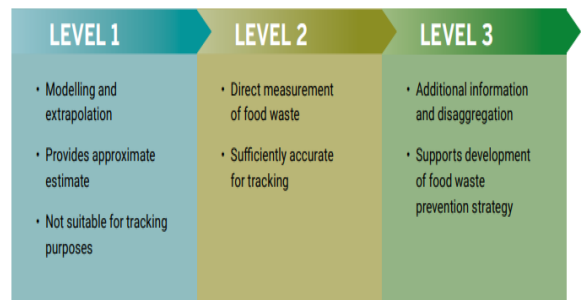 LEVEL 1
• Modelling and
extrapolation
• Provides approximate
estimate
• Not suitable for tracking
purposes
LEVEL 2
• Direct measurement
of food waste
• Sufficiently accurate
for tracking
LEVEL 3
• Additional information
and disaggregation
• Supports development
of food waste
prevention strategy